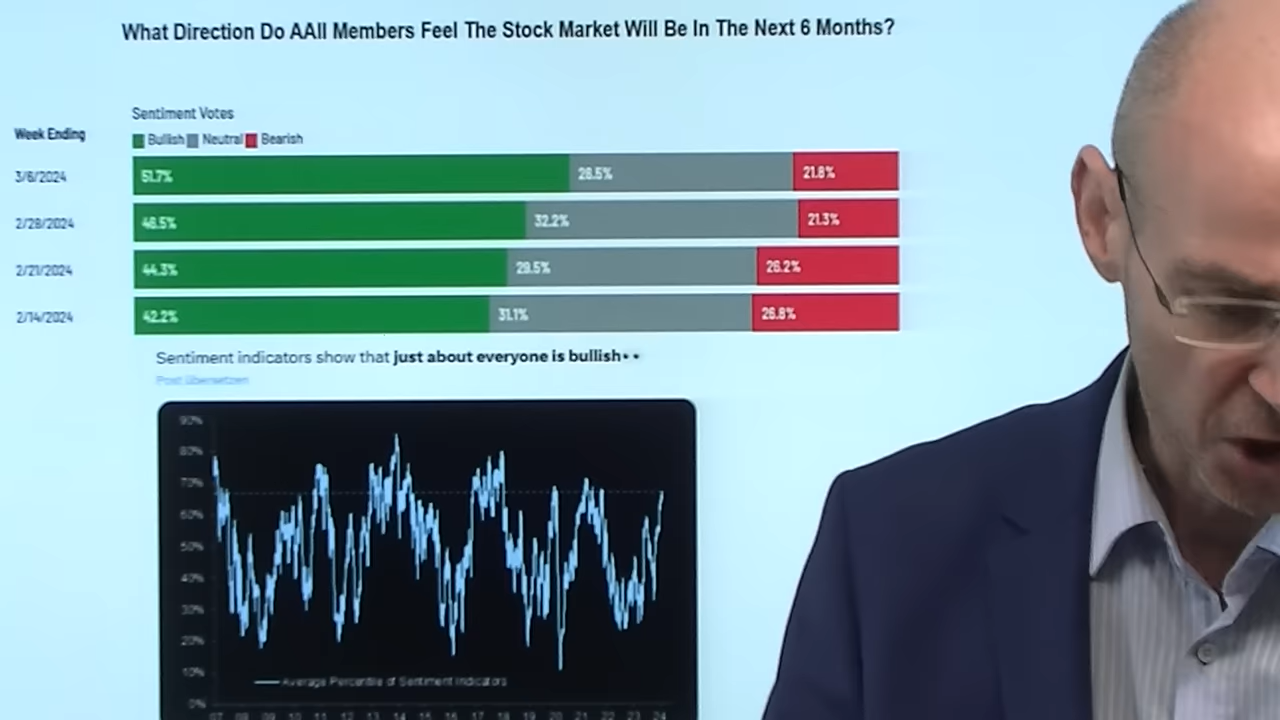 What Direction Do AAII Members Feel The Stock Market Will Be In The Next 6 Months?
Sentiment Votes
Week Ending
Bullish Neutral Bearish
3/6/2024 51.7% 26.5% 21.8%
2/28/2024 46.5% 32.2% 21.3%
2/21/2024 44.3% 29.5% 26.2%
2/14/2024 42.2% 31.1% 26.8%
Sentiment indicators show that just about everyone is bullish
Post übersetzen
90%
80%
70%
60%
50%
40%
30%
20%
10%
Average Percentile of Sentiment Indicators
0%
07 08 09 10 11 12 13 14 15 16 17 18 19 20 21 22 23 24